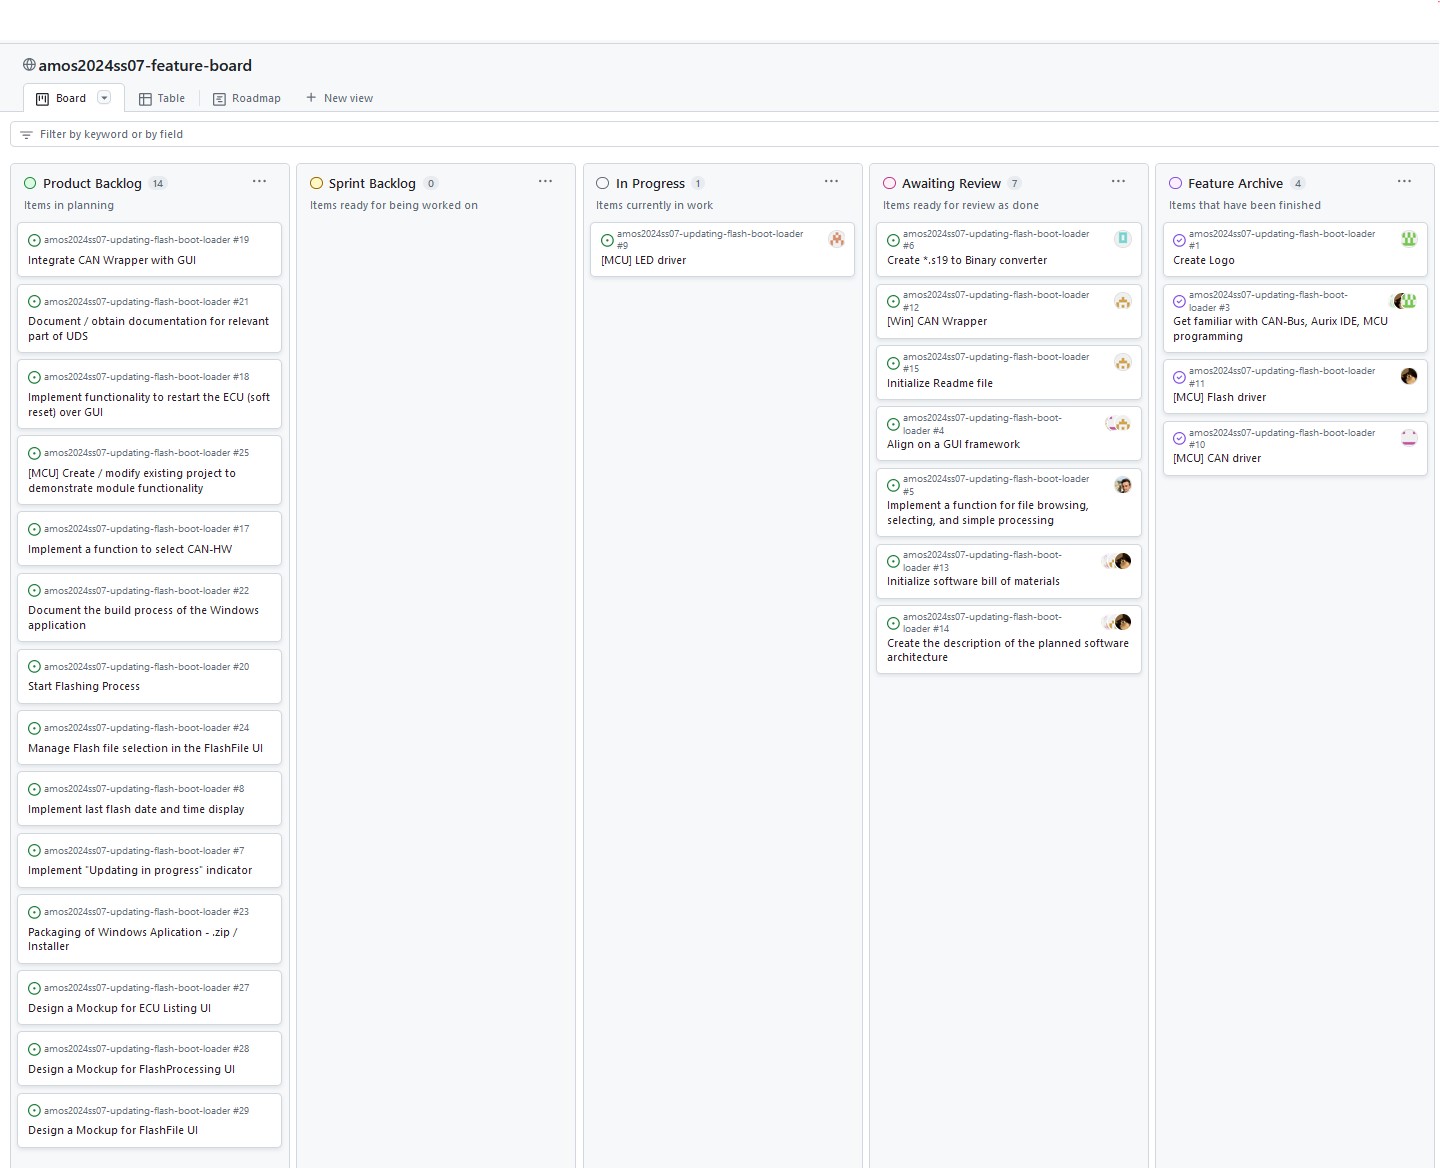 amos2024ss07-feature-board
Board
Table
Roadmap
New view
Filter by keyword or by field
Product Backlog 14
Items in planning
amos2024ss07-updating-flash-boot-loader #19
Integrate CAN Wrapper with GUI
amos2024ss07-updating-flash-boot-loader #21
Document / obtain documentation for relevant
part of UDS
amos2024ss07-updating-flash-boot-loader #18
Implement functionality to restart the ECU (soft
reset) over GUI
amos2024ss07-updating-flash-boot-loader #25
[MCU] Create / modify existing project to
demonstrate module functionality
amos2024ss07-updating-flash-boot-loader #17
Implement a function to select CAN-HW
amos2024ss07-updating-flash-boot-loader #22
Document the build process of the Windows
application
amos2024ss07-updating-flash-boot-loader #20
Start Flashing Process
amos2024ss07-updating-flash-boot-loader #24
Manage Flash file selection in the FlashFile UI
amos2024ss07-updating-flash-boot-loader #8
Implement last flash date and time display
amos2024ss07-updating-flash-boot-loader #7
Implement "Updating in progress" indicator
amos2024ss07-updating-flash-boot-loader #23
Packaging of Windows Aplication - .zip /
Installer
amos2024ss07-updating-flash-boot-loader #27
Design a Mockup for ECU Listing UI
amos2024ss07-updating-flash-boot-loader #28
Design a Mockup for FlashProcessing UI
amos2024ss07-updating-flash-boot-loader #29
Design a Mockup for FlashFile UI
Sprint Backlog 0
Items ready for being worked on
In Progress 1
Items currently in work
amos2024ss07-updating-flash-boot-loader
#9
[MCU] LED driver
Awaiting Review 7
Items ready for review as done
amos2024ss07-updating-flash-boot-loader
#6
Create *.s19 to Binary converter
amos2024ss07-updating-flash-boot-loader
#12
[Win] CAN Wrapper
amos2024ss07-updating-flash-boot-loader
#15
Initialize Readme file
amos2024ss07-updating-flash-boot-
loader #4
Align on a GUI framework
amos2024ss07-updating-flash-boot-loader
#5
Implement a function for file browsing,
selecting, and simple processing
amos2024ss07-updating-flash-boot-
loader #13
Initialize software bill of materials
amos2024ss07-updating-flash-boot-
loader #14
Create the description of the planned software
architecture
Feature Archive 4
Items that have been finished
amos2024ss07-updating-flash-boot-loader
#1
Create Logo
amos2024ss07-updating-flash-boot-
loader #3
Get familiar with CAN-Bus, Aurix IDE, MCU
programming
amos2024ss07-updating-flash-boot-loader
#11
[MCU] Flash driver
amos2024ss07-updating-flash-boot-loader
#10
[MCU] CAN driver